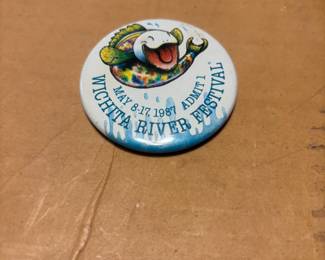 MAY 8-17, 1987 ADMIT 1
WICHITA RIVER FESTIVAL